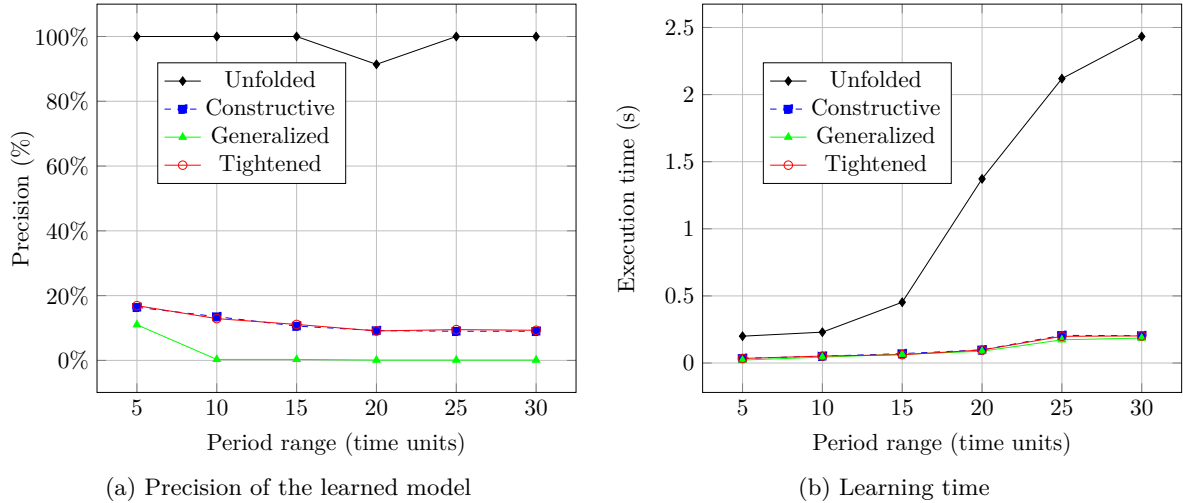 100%
80%
60%
40%
20%
0%
Precision (%)
Unfolded
Constructive
Generalized
Tightened
5 10 15 20 25 30
Period range (time units)
(a) Precision of the learned model
2.5
2
1.5
1
0.5
0
Execution time (s)
Unfolded
Constructive
Generalized
Tightened
5 10 15 20 25 30
Period range (time units)
(b) Learning time